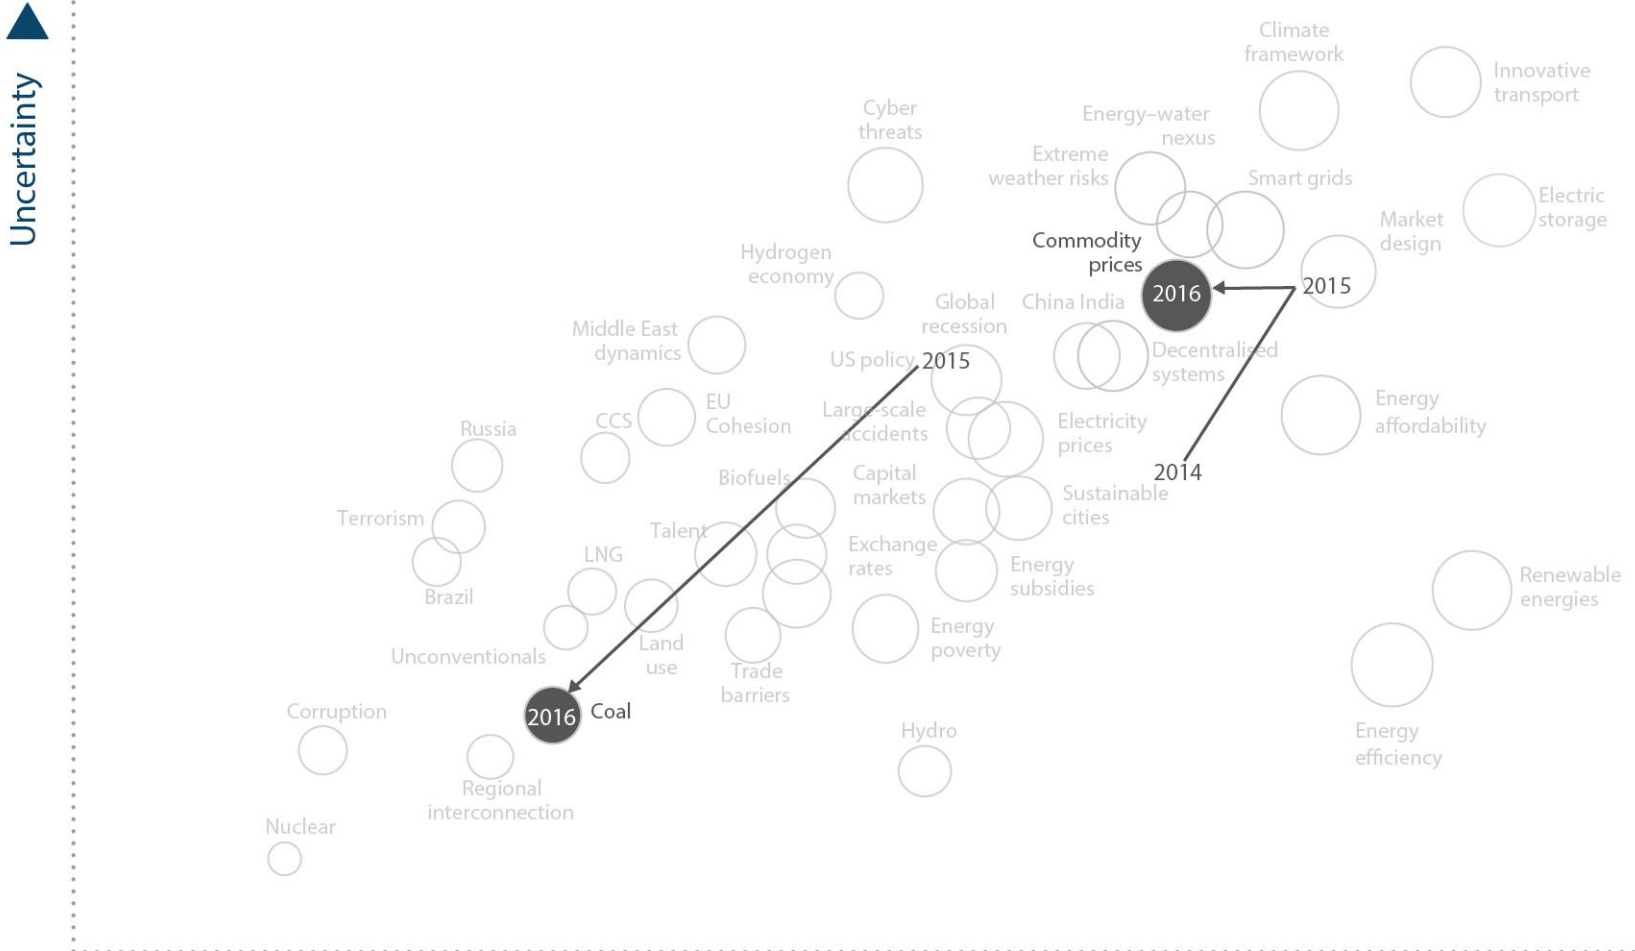 Uncertainty
Climate
framework
Innovative
transport
Cyber
threats
Energy–water
nexus
Extreme
weather risks
Smart grids
Electric
storage
Market
design
Commodity
prices
Hydrogen
economy
2016
2015
Global
recession
China India
Middle East
dynamics
US policy
2015
Decentralised
systems
EU
Cohesion
CCS
Large-scale
accidents
Electricity
prices
Energy
affordability
Russia
2014
Biofuels
Capital
markets
Sustainable
cities
Terrorism
Talent
LNG
Exchange
rates
Energy
subsidies
Renewable
energies
Brazil
Unconventionals
Land
use
Energy
poverty
Trade
barriers
Corruption
2016
Coal
Hydro
Energy
efficiency
Regional
interconnection
Nuclear